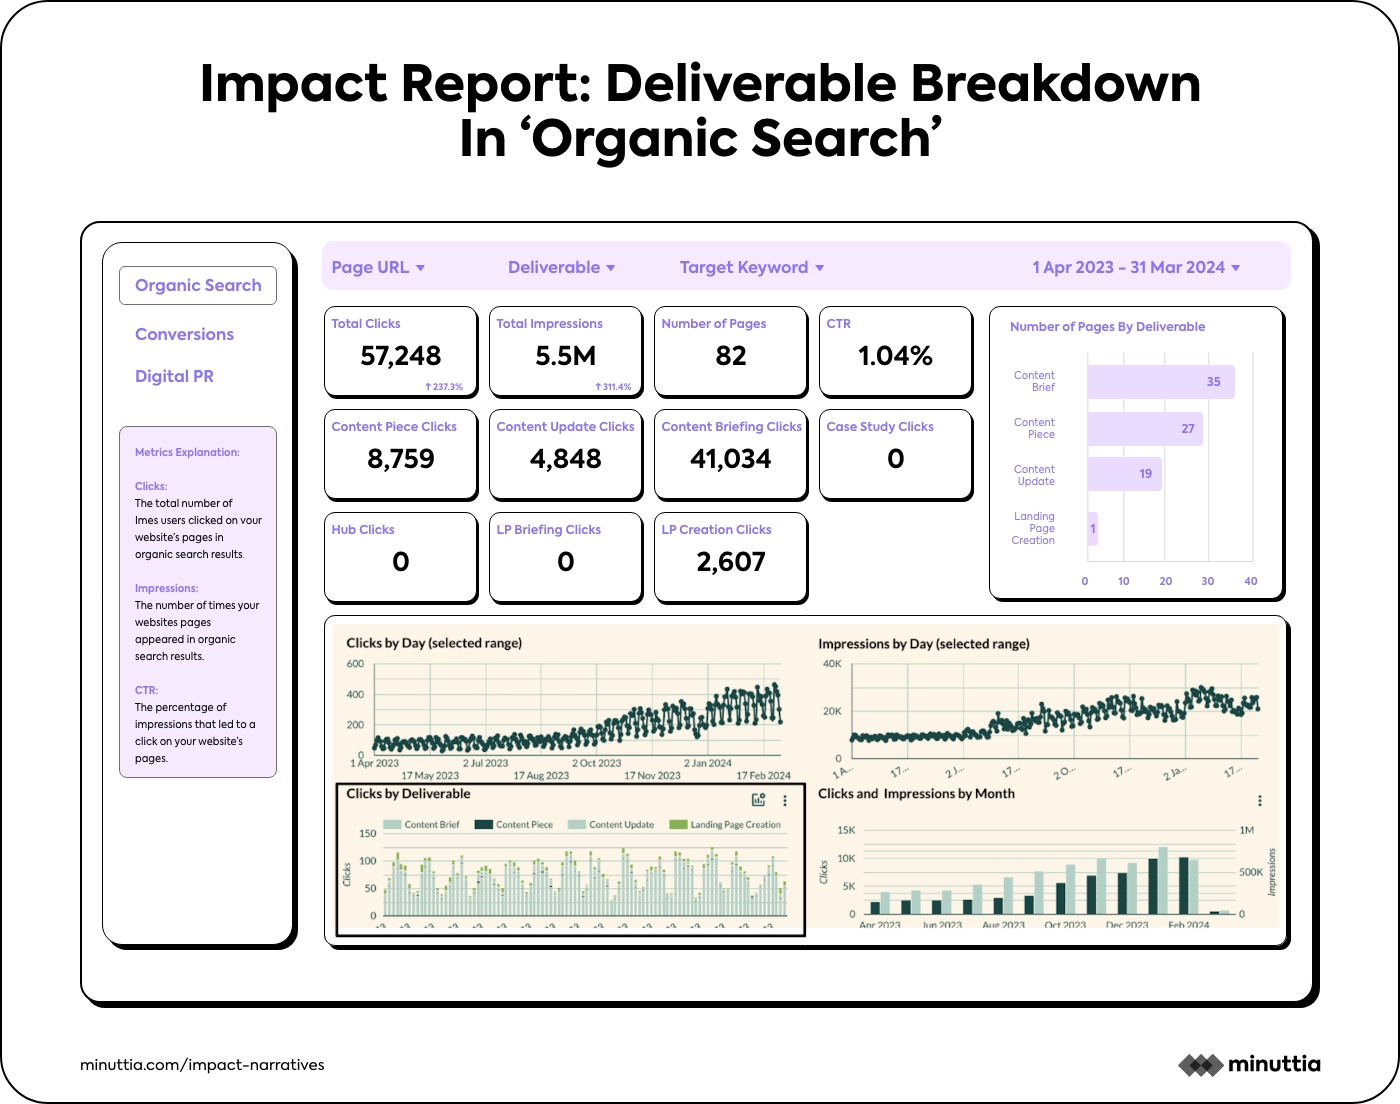 Impact Report: Deliverable Breakdown
In ‘Organic Search’
Organic Search
Conversions
Digital PR
Metrics Explanation:
Clicks:
The total number of
Imes users clicked on vour
website's pages in
organic search results.
Impressions:
The number of times your
websites pages
appeared in organic
search results.
CTR:
The percentage of
impressions that led to a
click on your website's
pages.
Page URL
Deliverable
Target Keyword
1 Apr 2023 - 31 Mar 2024
Total Clicks
57,248
↑ 237.3%
Total Impressions
5.5M
↑ 311.4%
Number of Pages
82
CTR
1.04%
Content Piece Clicks
8,759
Content Update Clicks
4,848
Content Briefing Clicks
41,034
Case Study Clicks
0
Hub Clicks
0
LP Briefing Clicks
0
LP Creation Clicks
2,607
Number of Pages By Deliverable
Content
Brief
35
Content
Piece
27
Content
Update
19
Landing
Page
Creation
1
0 10 20 30 40
Clicks by Day (selected range)
600
400
200
0
1 Apr 2023 2 Jul 2023 2 Oct 2023 2 Jan 2024
17 May 2023 17 Aug 2023 17 Nov 2023 17 Feb 2024
Impressions by Day (selected range)
40K
20K
0
1 A... 17... 2 J... 17... 2 O... 17... 2 Ja... 17...
Clicks by Deliverable
Content Brief Content Piece Content Update Landing Page Creation
150
100
50
0
Clicks
Clicks and Impressions by Month
15K
10K
5K
0
Clicks
1M
500K
0
Impressions
Apr 2023 Jun 2023 Aug 2023 Oct 2023 Dec 2023 Feb 2024
minuttia.com/impact-narratives
minuttia